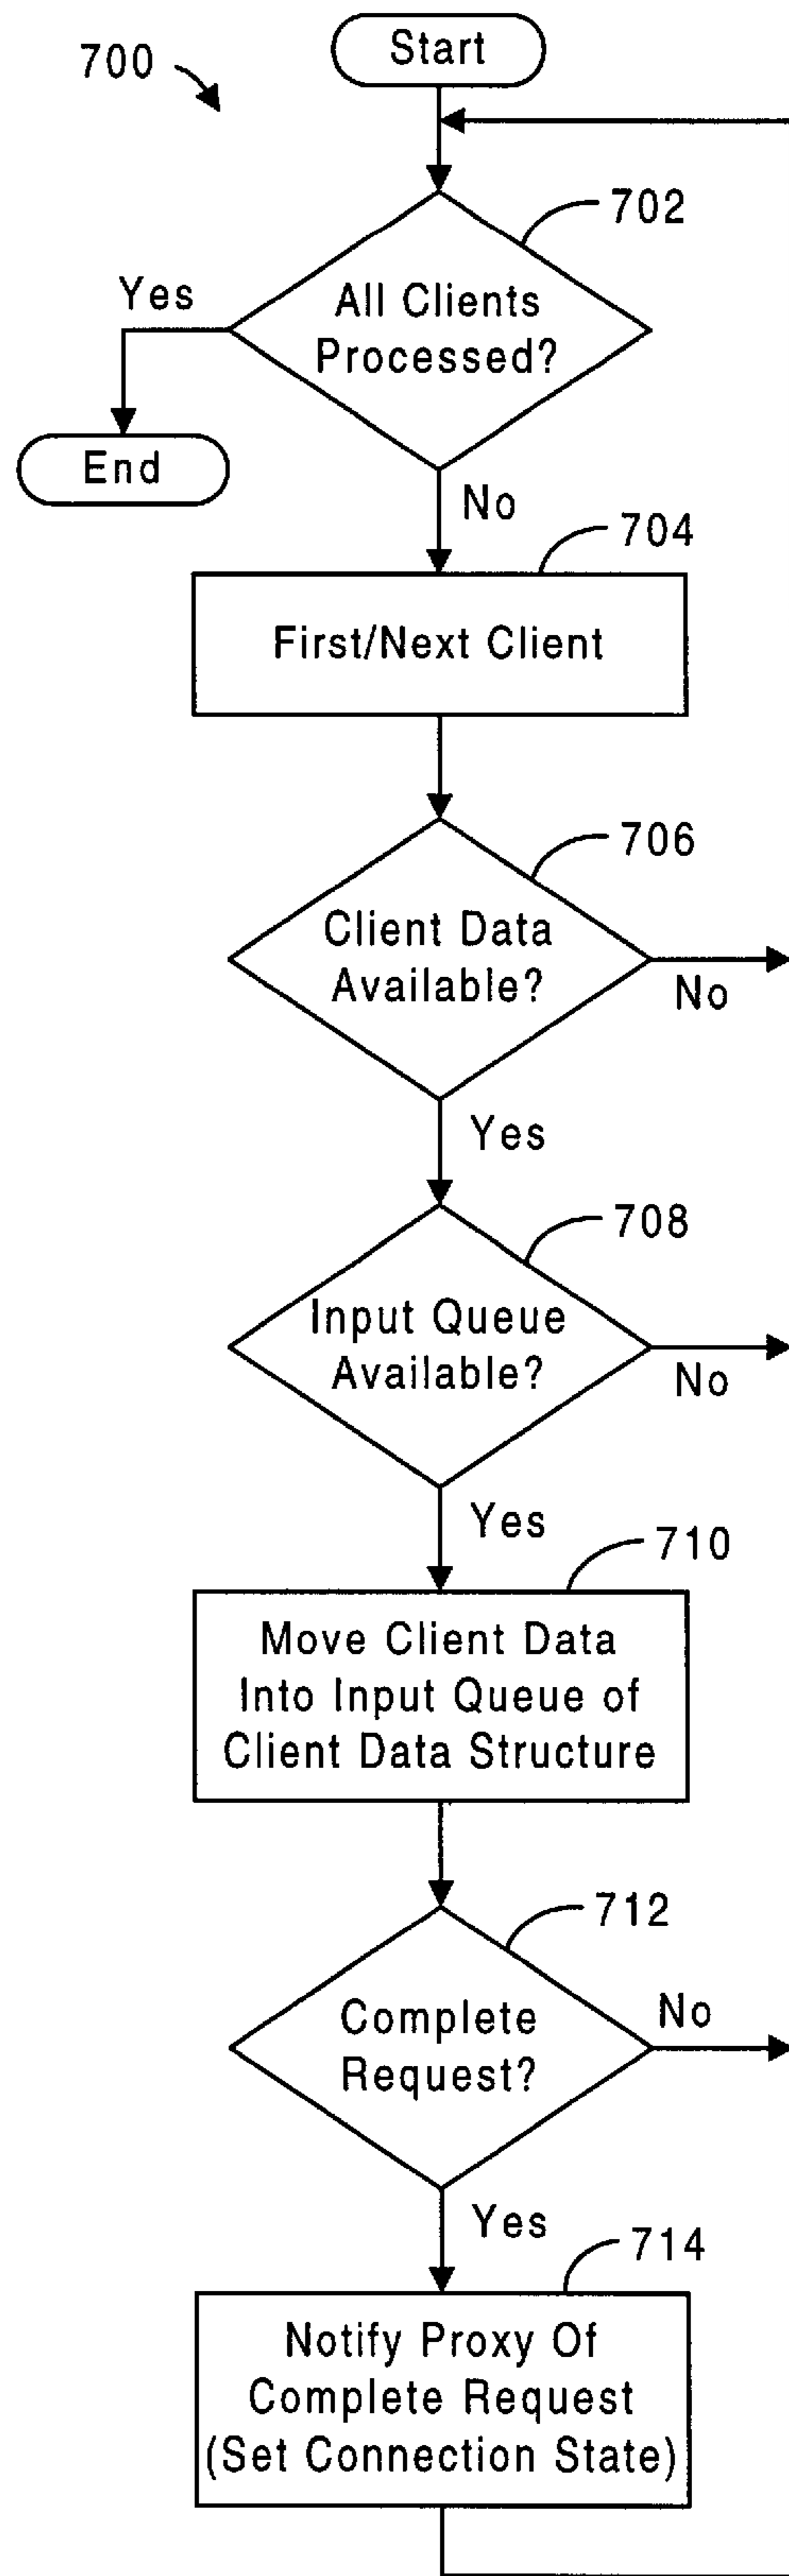 700
Start
702
All Clients
Processed?
Yes
End
No
704
First/Next Client
706
Client Data
Available?
No
Yes
708
Input Queue
Available?
No
Yes
710
Move Client Data
Into Input Queue of
Client Data Structure
712
Complete
Request?
No
Yes
714
Notify Proxy Of
Complete Request
(Set Connection State)